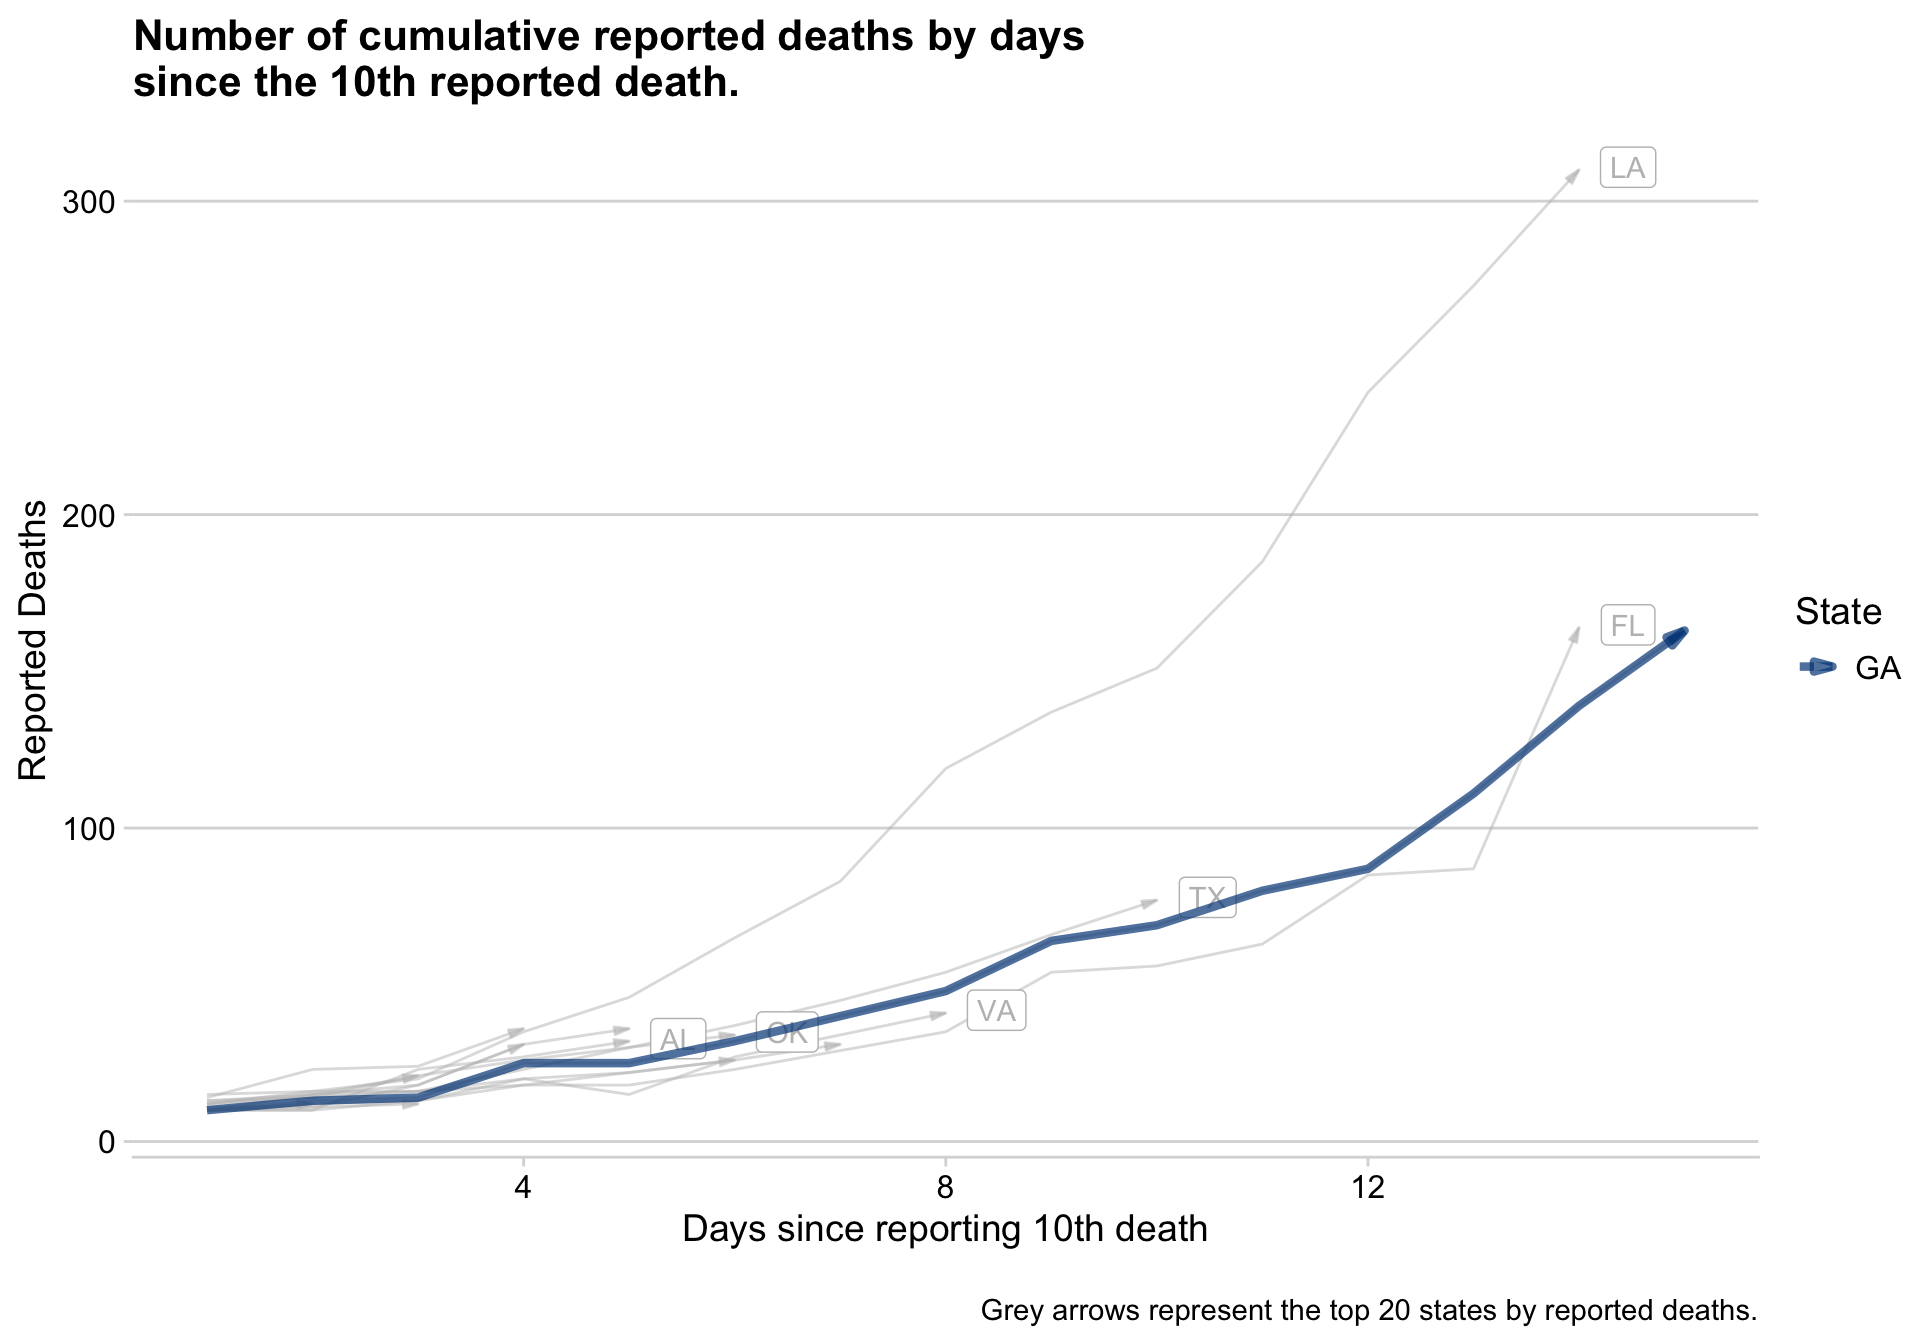 Number of cumulative reported deaths by days
since the 10th reported death.
LA
300
200
FL
State
GA
Reported Deaths
100
TX
VA
AL
OK
0
4
8
12
Days since reporting 10th death
Grey arrows represent the top 20 states by reported deaths.